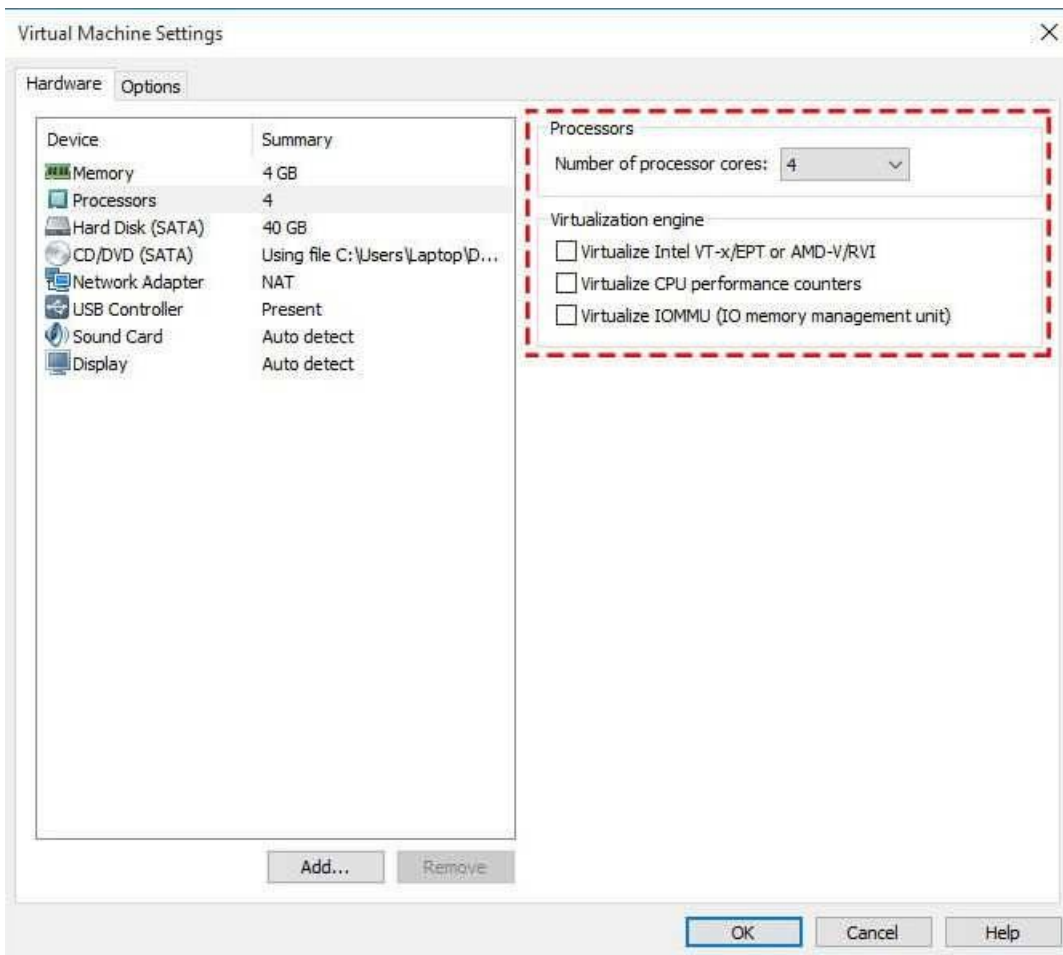 Virtual Machine Settings
Hardware Options
Device Summary
Memory 4 GB
Processors 4
Hard Disk (SATA) 40 GB
CD/DVD (SATA) Using file C:\Users\Laptop\D...
Network Adapter NAT
USB Controller Present
Sound Card Auto detect
Display Auto detect
Add... Remove
Processors
Number of processor cores: 4
Virtualization engine
Virtualize Intel VT-x/EPT or AMD-V/RVI
Virtualize CPU performance counters
Virtualize IOMMU (IO memory management unit)
OK Cancel Help